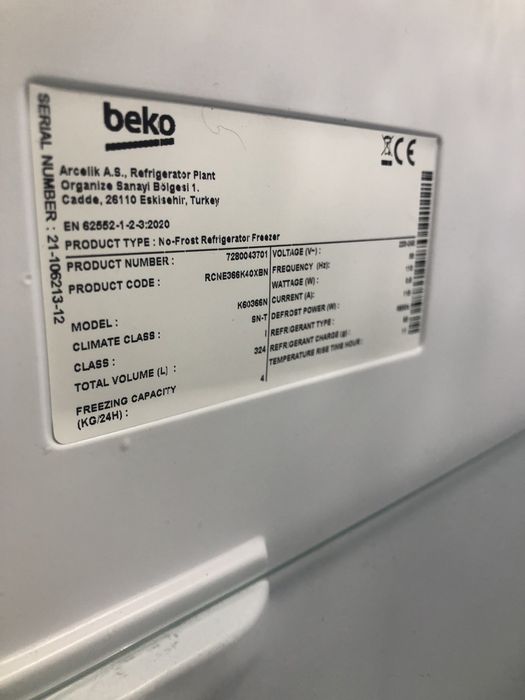 SERIAL NUMBER : 21-106213-12
beko
CE
Arcelik A.S., Refrigerator Plant
Organize Sanayi Bölgesi 1.
Cadde, 26110 Eskisehir, Turkey
EN 62552-1-2-3:2020
PRODUCT TYPE : No-Frost Refrigerator Freezer
PRODUCT NUMBER : 7280043701
PRODUCT CODE : RCNE366K40XBN
MODEL : K60366N
CLIMATE CLASS : SN-T
CLASS : I
TOTAL VOLUME (L) : 324
FREEZING CAPACITY
(KG/24H) : 4
VOLTAGE (V~) :
FREQUENCY (Hz):
WATTAGE (W) :
CURRENT (A):
DEFROST POWER (W) :
REFRIGERANT TYPE :
REFRIGERANT CHARGE (g) :
TEMPERATURE RISE TIME HOUR :